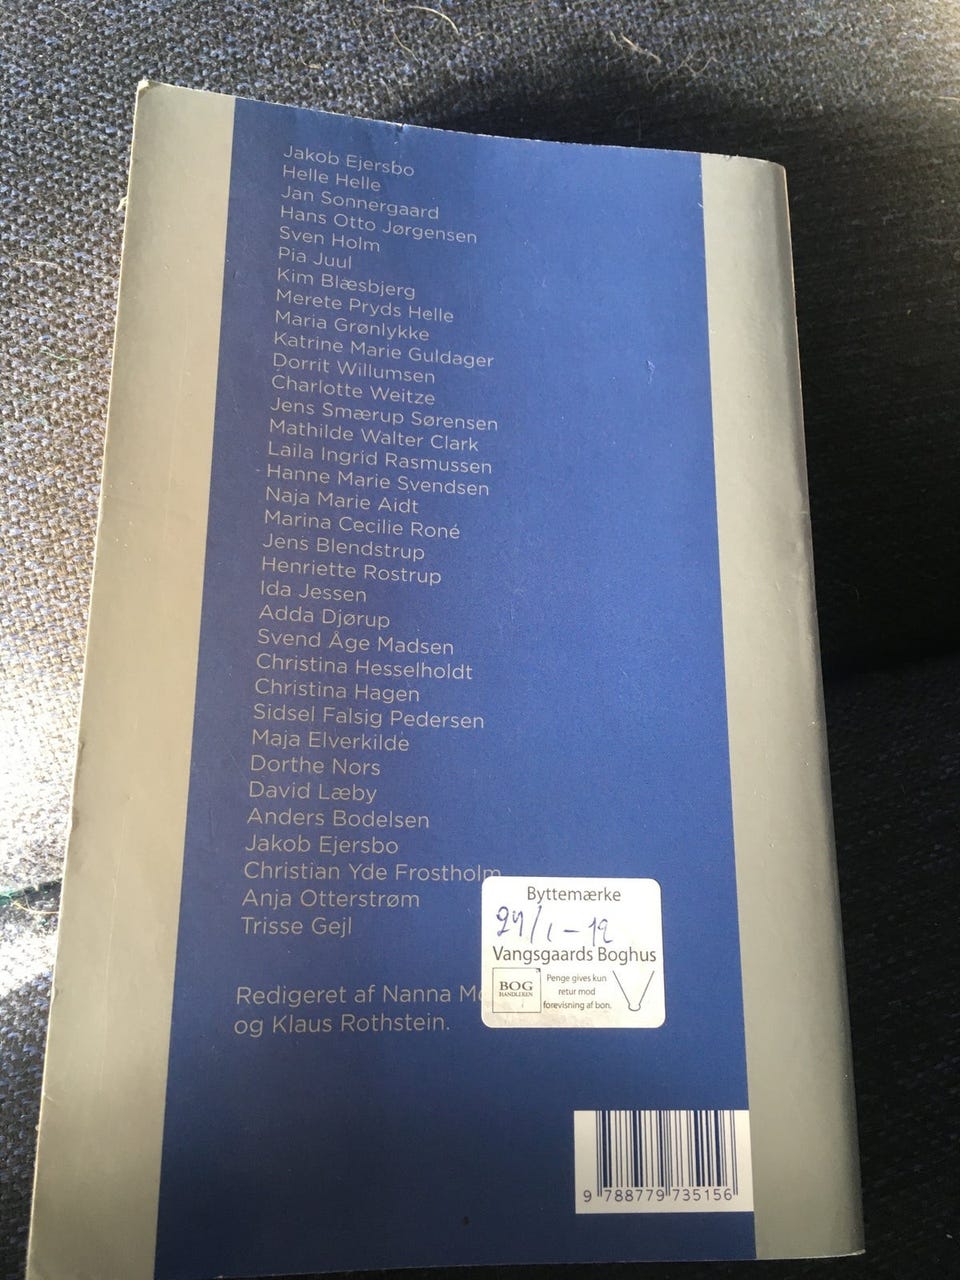 Jakob Ejersbo
Helle Helle
Jan Sonnergaard
Hans Otto Jørgensen
Sven Holm
Pia Juul
Kim Blæsbjerg
Merete Pryds Helle
Maria Grønlykke
Katrine Marie Guldager
Dorrit Willumsen
Charlotte Weitze
Jens Smærup Sørensen
Mathilde Walter Clark
Laila Ingrid Rasmussen
Hanne Marie Svendsen
Naja Marie Aidt
Marina Cecilie Roné
Jens Blendstrup
Henriette Rostrup
Ida Jessen
Adda Djørup
Svend Åge Madsen
Christina Hesselholdt
Christina Hagen
Sidsel Falsig Pedersen
Maja Elverkilde
Dorthe Nors
David Læby
Anders Bodelsen
Jakob Ejersbo
Christian Yde Frostholm
Anja Otterstrøm
Trisse Gejl
Redigeret af Nanna
og Klaus Rothstein.
Byttemærke
24/1-12
Vangsgaards Boghus
BOG
HANDLEREN
Penge gives kun
retur mod
forevisning af bon.
9 788779 735156